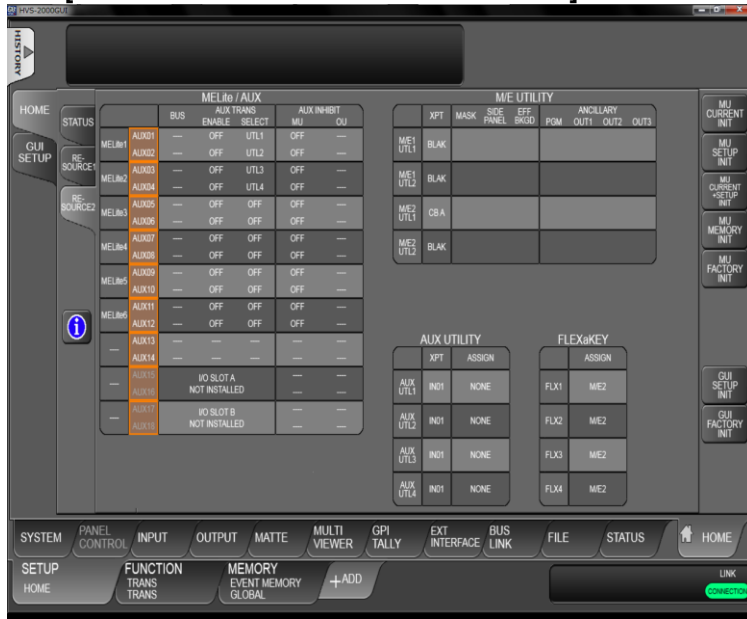 HVS-2000GUI
HISTORY
HOME
GUI SETUP
STATUS
RE-SOURCE1
RE-SOURCE2
MELite / AUX
BUS AUX TRANS AUX INHIBIT
ENABLE SELECT MU OU
MELite1 AUX01 — OFF UTL1 OFF —
AUX02 — OFF UTL2 OFF —
MELite2 AUX03 — OFF UTL3 OFF —
AUX04 — OFF UTL4 OFF —
MELite3 AUX05 — OFF OFF OFF —
AUX06 — OFF OFF OFF —
MELite4 AUX07 — OFF OFF OFF —
AUX08 — OFF OFF OFF —
MELite5 AUX09 — OFF OFF OFF —
AUX10 — OFF OFF OFF —
MELite6 AUX11 — OFF OFF OFF —
AUX12 — OFF OFF OFF —
— AUX13 — — — — —
AUX14 — — — — —
AUX15 I/O SLOT A — —
AUX16 NOT INSTALLED — —
— AUX17 I/O SLOT B — —
AUX18 NOT INSTALLED — —
M/E UTILITY
XPT MASK SIDE PANEL EFF BKGD ANCILLARY
PGM OUT1 OUT2 OUT3
M/E1 UTL1 BLAK
M/E1 UTL2 BLAK
M/E2 UTL1 CB A
M/E2 UTL2 BLAK
AUX UTILITY
XPT ASSIGN
AUX UTL1 IN01 NONE
AUX UTL2 IN01 NONE
AUX UTL3 IN01 NONE
AUX UTL4 IN01 NONE
FLEXaKEY
ASSIGN
FLX1 M/E2
FLX2 M/E2
FLX3 M/E2
FLX4 M/E2
MU CURRENT INIT
MU SETUP INIT
MU CURRENT +SETUP INIT
MU MEMORY INIT
MU FACTORY INIT
GUI SETUP INIT
GUI FACTORY INIT
SYSTEM PANEL CONTROL INPUT OUTPUT MATTE MULTI VIEWER GPI TALLY EXT INTERFACE BUS LINK FILE STATUS HOME
SETUP FUNCTION MEMORY
HOME TRANS EVENT MEMORY +ADD
TRANS GLOBAL
LINK
CONNECTION